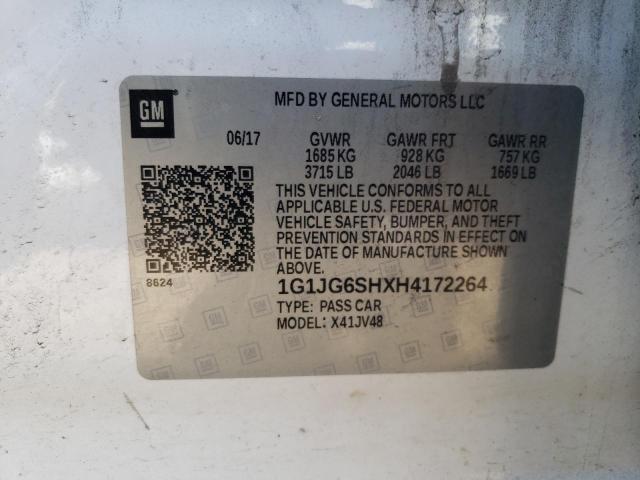 GM
MFD BY GENERAL MOTORS LLC
06/17 GVWR GAWR FRT GAWR RR
1685 KG 928 KG 757 KG
3715 LB 2046 LB 1669 LB
THIS VEHICLE CONFORMS TO ALL
APPLICABLE U.S. FEDERAL MOTOR
VEHICLE SAFETY, BUMPER, AND THEFT
PREVENTION STANDARDS IN EFFECT ON
THE DATE OF MANUFACTURE SHOWN
ABOVE.
8624
1G1JG6SHXH4172264
TYPE: PASS CAR
MODEL: X41JV48